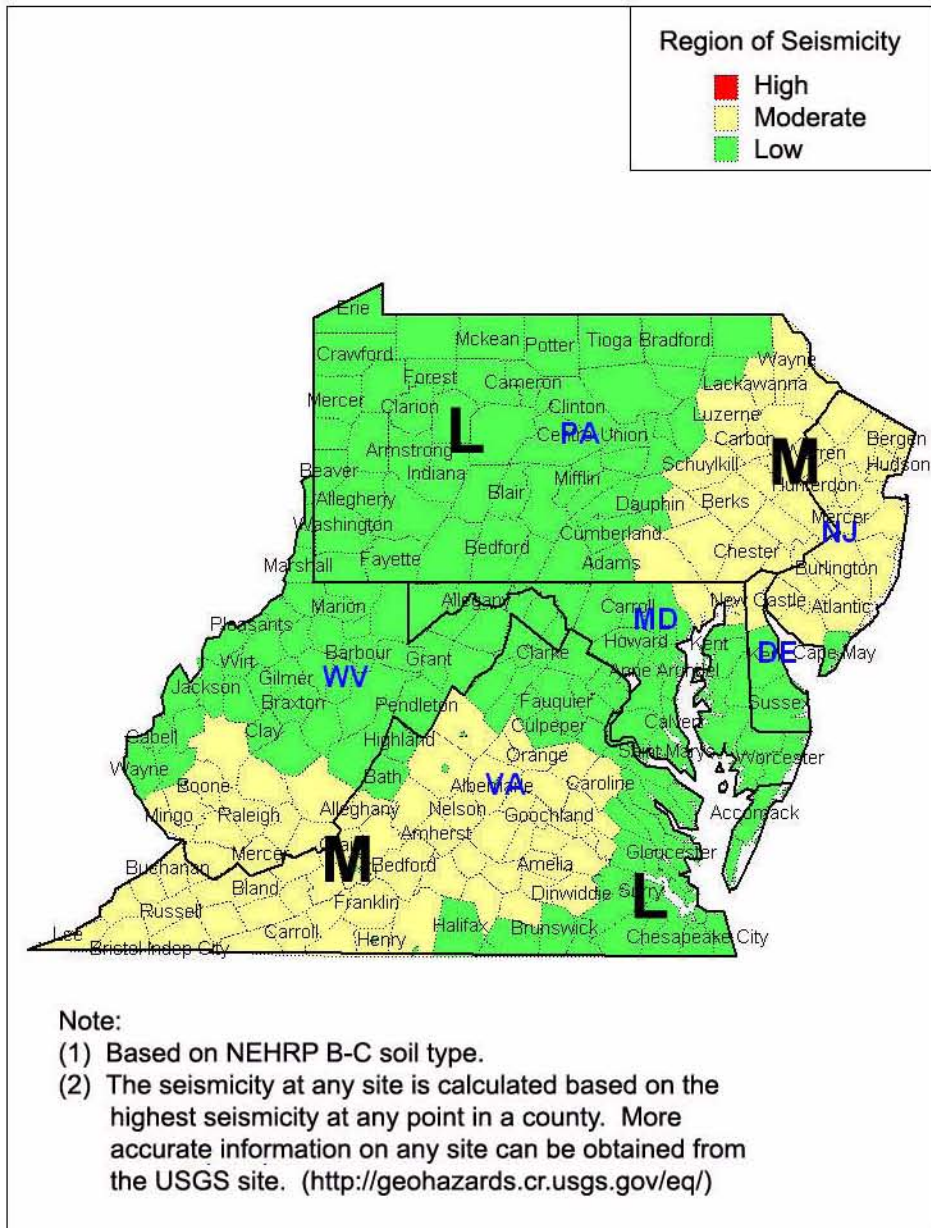 Region of Seismicity
High
Moderate
Low
Erie
Mckean
Potter
Tioga Bradford
Crawford
Wayne
Forest
Cameron
Lackawanna
Mercer
Clarion
Clinton
Luzerne
L
PA
Union
Carbon
M
Bergen
Armstrong
Hudson
Beaver
Indiana
Mifflin
Schuylkill
Hunterdon
Allegheny
Blair
Dauphin
Berks
Mercer
Washington
Cumberland
NJ
Fayette
Bedford
Adams
Chester
Marshall
Burlington
Marion
Allegany
Carroll
New Castle
Atlantic
Pleasants
MD
Howard
Kent
DE
Cape May
Wirt
Barbour
Grant
Clarke
Anne Arundel
Jackson
Gilmer
WV
Braxton
Pendleton
Fauquier
Sussex
Cabell
Clay
Highland
Culpeper
Calvert
Wayne
Bath
Orange
Saint Mary's
Worcester
Boone
VA
Caroline
Mingo
Raleigh
Alleghany
Nelson
Goochland
Accomack
Amherst
Mercer
M
Bedford
Amelia
Gloucester
Buchanan
Bland
Dinwiddie
Surry
L
Russell
Franklin
Lee
Carroll
Henry
Halifax
Brunswick
Chesapeake City
Bristol Indep City
Note:
(1) Based on NEHRP B-C soil type.
(2) The seismicity at any site is calculated based on the
highest seismicity at any point in a county. More
accurate information on any site can be obtained from
the USGS site. (http://geohazards.cr.usgs.gov/eq/)